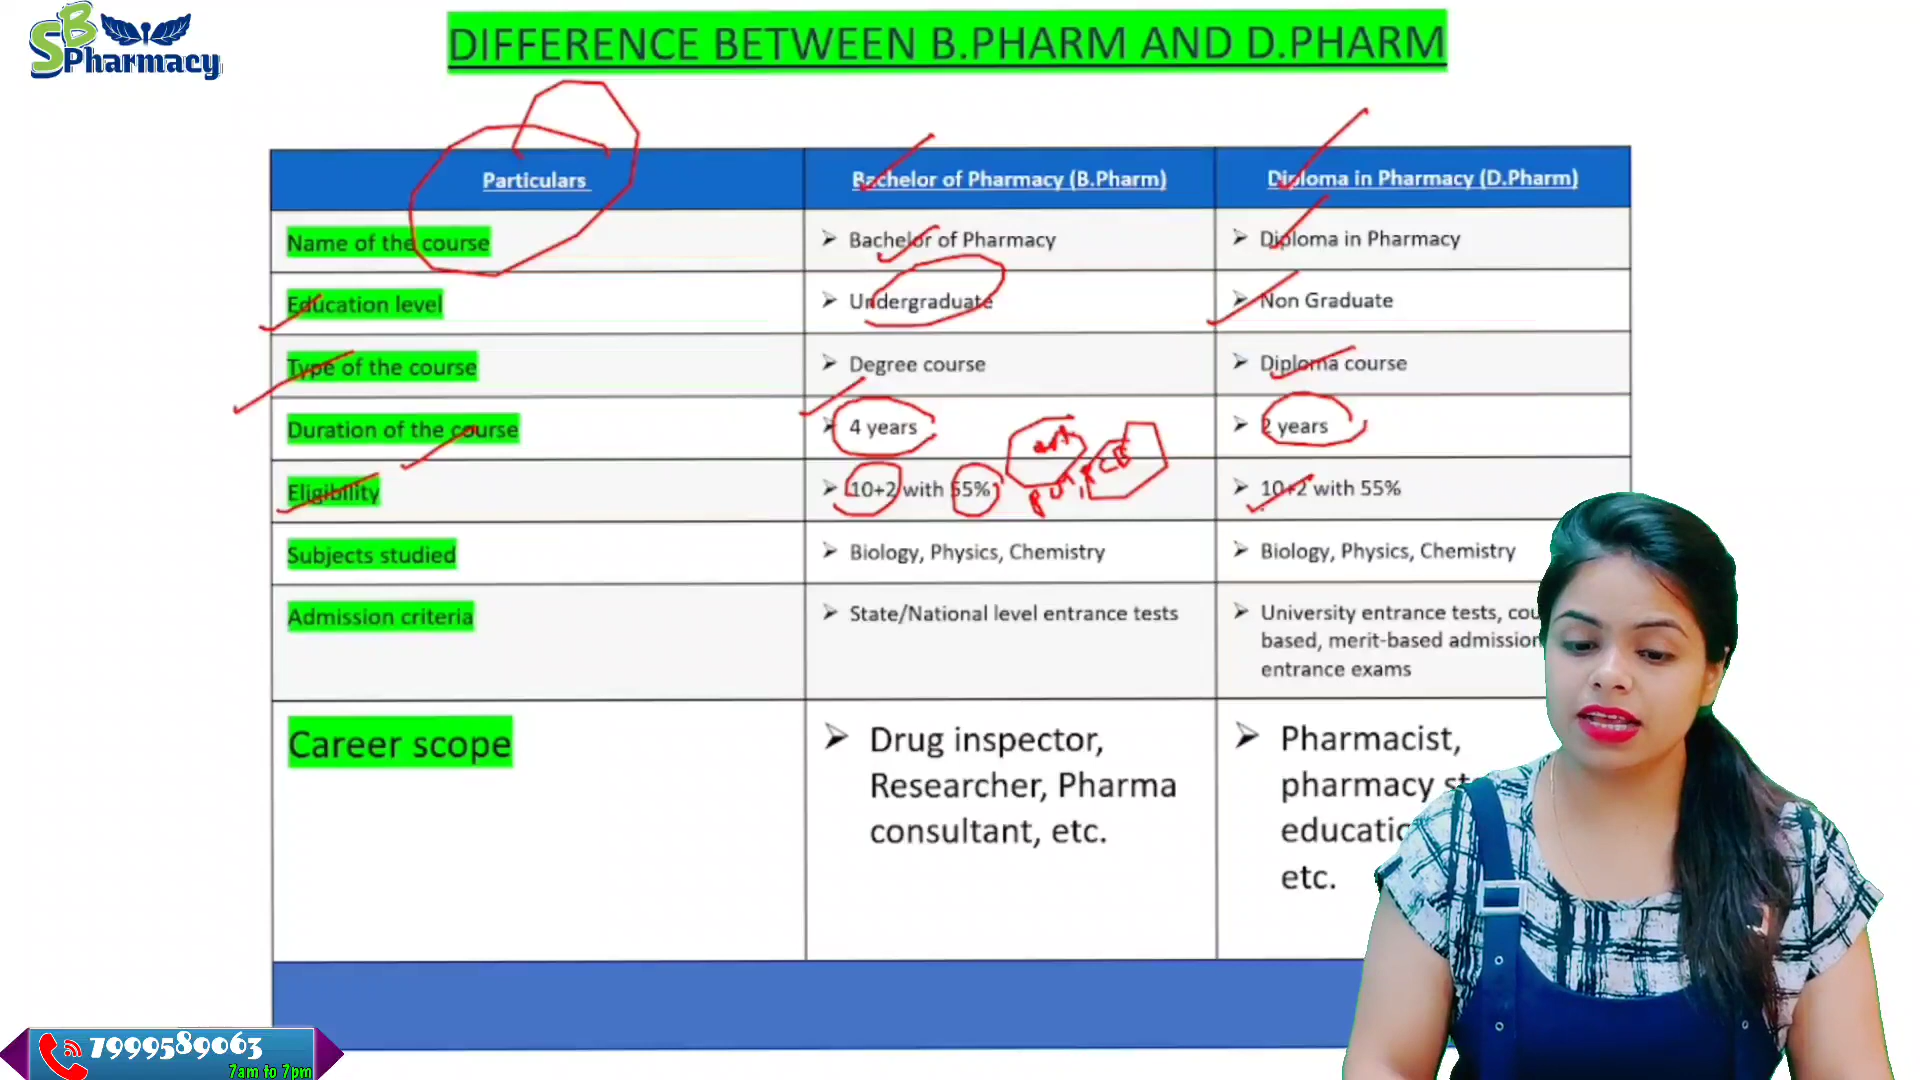 SB
Pharmacy
DIFFERENCE BETWEEN B.PHARM AND D.PHARM
Particulars
Bachelor of Pharmacy (B.Pharm)
Diploma in Pharmacy (D.Pharm)
Name of the course
Bachelor of Pharmacy
Diploma in Pharmacy
Education level
Undergraduate
Non Graduate
Type of the course
Degree course
Diploma course
Duration of the course
4 years
2 years
Eligibility
10+2 with 55%
10+2 with 55%
Subjects studied
Biology, Physics, Chemistry
Biology, Physics, Chemistry
Admission criteria
State/National level entrance tests
University entrance tests,
based, merit-based admission
entrance exams
Career scope
Drug inspector,
Researcher, Pharma
consultant, etc.
Pharmacist,
pharmacy
etc.
7999589063
7am to 7pm